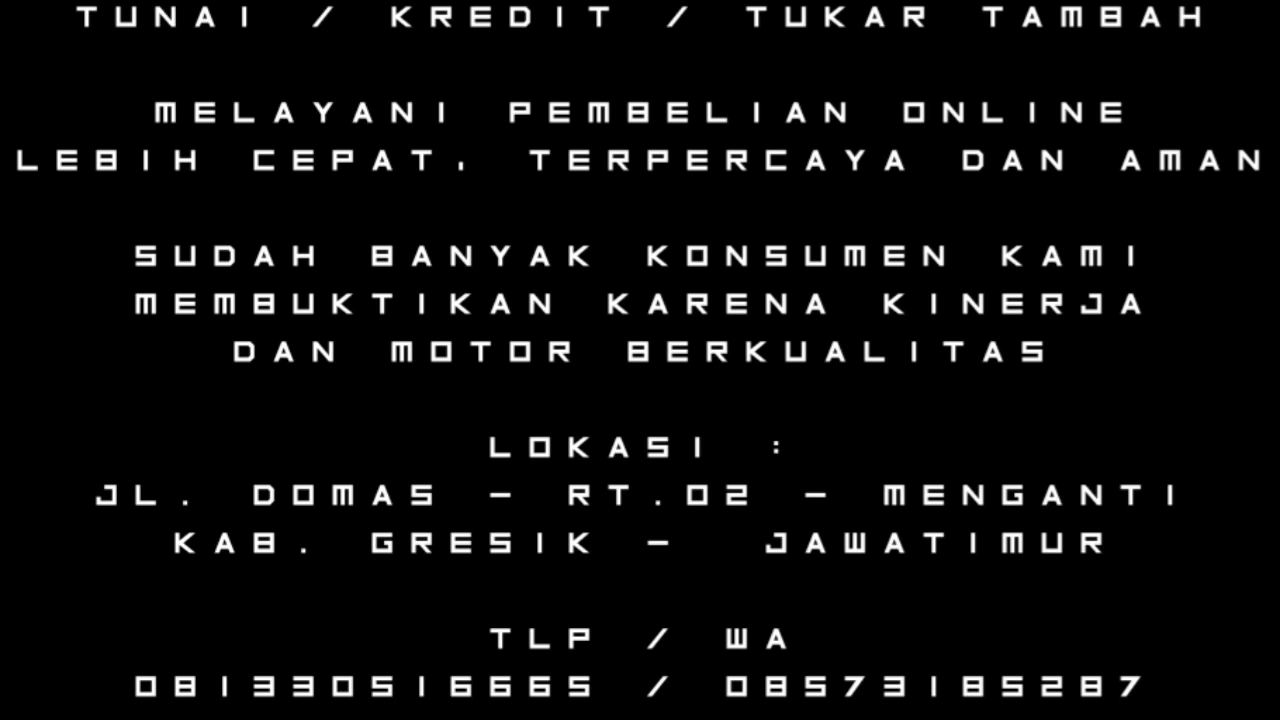 TUNAI / KREDIT / TUKAR TAMBAH
MELAYANI PEMBELIAN ONLINE
LEBIH CEPAT, TERPERCAYA DAN AMAN
SUDAH BANYAK KONSUMEN KAMI
MEMBUKTIKAN KARENA KINERJA
DAN MOTOR BERKUALITAS
LOKASI :
JL. DOMAS - RT.02 - MENGANTI
KAB. GRESIK - JAWATIMUR
TLP / WA
081330516665 / 08573185287